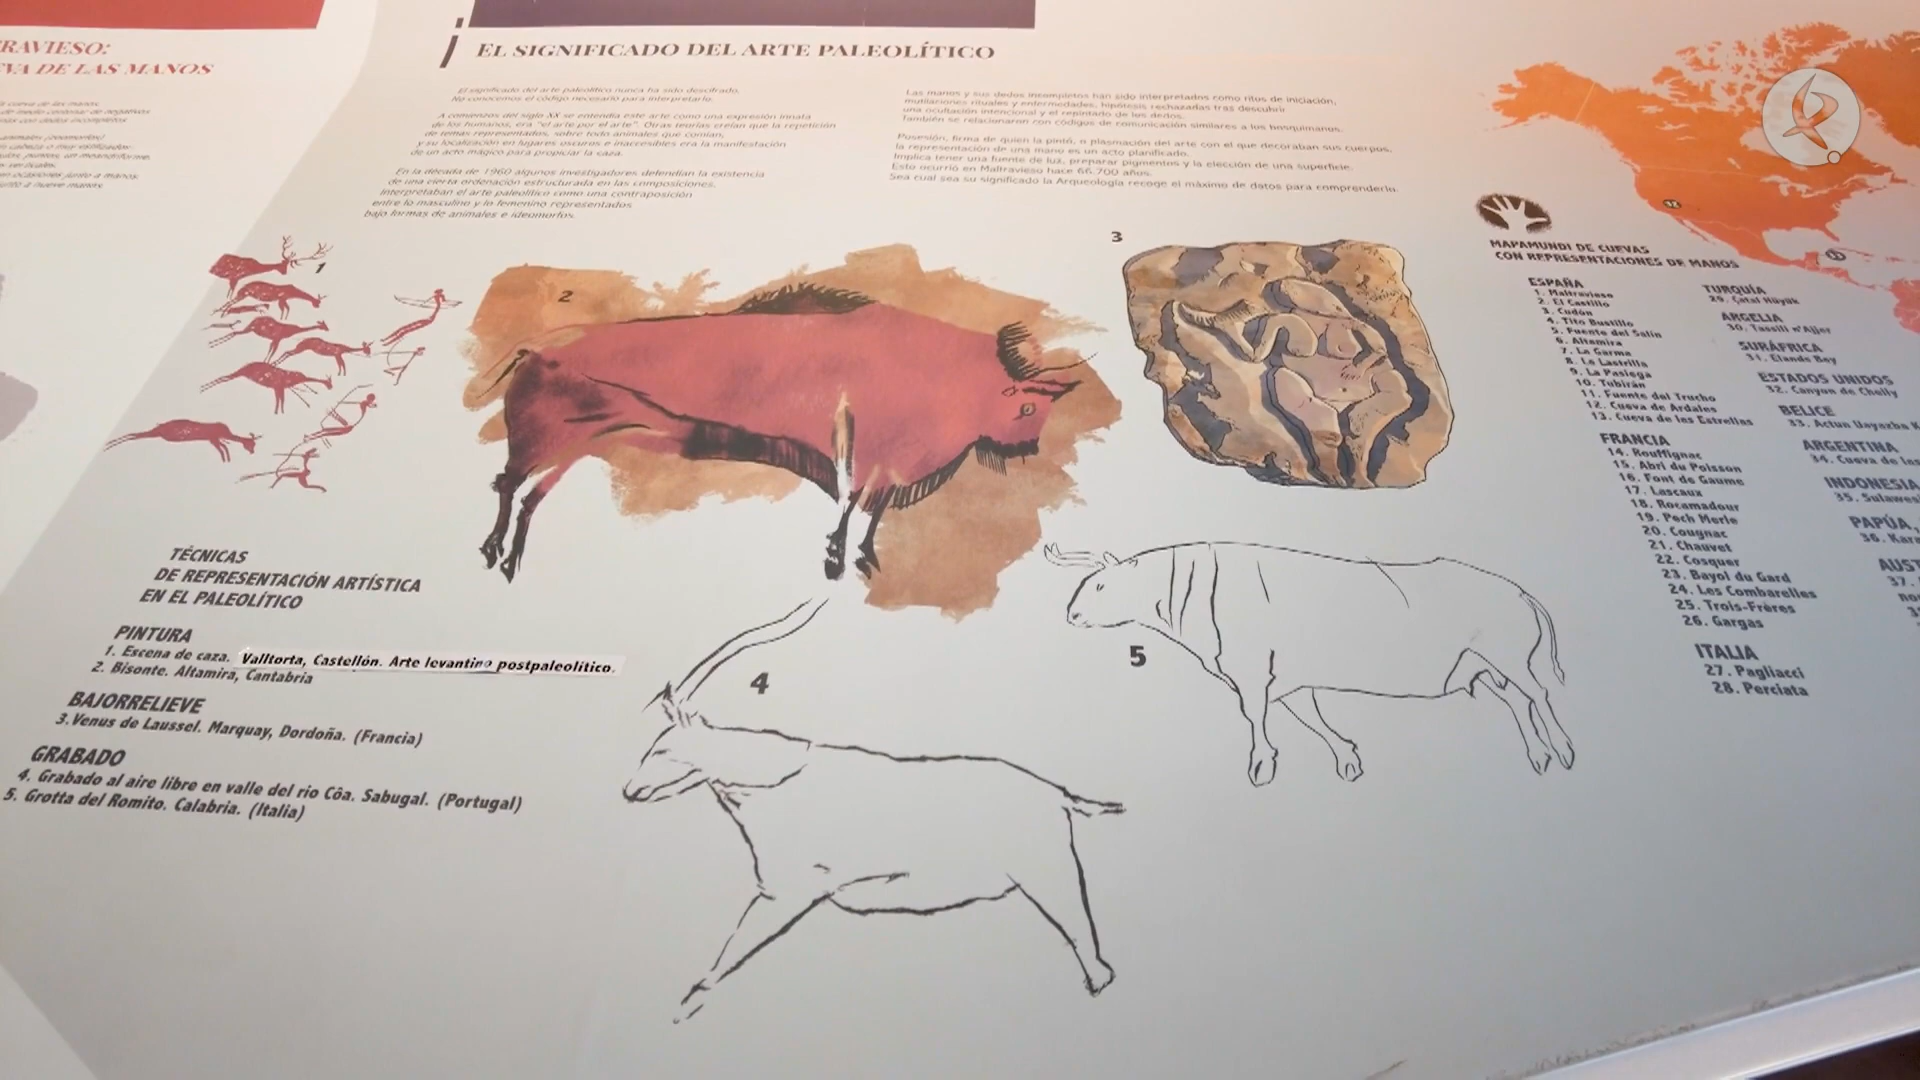 RAVIESO:
EVA DE LAS MANOS
EL SIGNIFICADO DEL ARTE PALEOLÍTICO
El significado del arte paleolítico nunca ha sido descifrado.
No conocemos el código necesario para interpretarlo.
A comienzos del siglo XX se entendía este arte como una expresión innata
de los humanos, era "el arte por el arte". Otras teorías creían que la repetición
de temas representados, sobre todo animales que comían,
y su localización en lugares oscuros e inaccesibles era la manifestación
de un acto mágico para propiciar la caza.
En la década de 1960 algunos investigadores defendían la existencia
de una cierta ordenación estructurada en las composiciones.
Interpretaban el arte paleolítico como una contraposición
entre lo masculino y lo femenino representados
bajo formas de animales e ideomorfos.
Las manos y sus dedos incompletos han sido interpretados como ritos de iniciación,
mutilaciones rituales y enfermedades, hipótesis rechazadas tras descubrir
una ocultación intencional y el repintado de los dedos.
También se relacionaron con códigos de comunicación similares a los bosquimanos.
Posesión, firma de quien la pintó, o plasmación del arte con el que decoraban sus cuerpos,
la representación de una mano es un acto planificado.
Implica tener una fuente de luz, preparar pigmentos y la elección de una superficie.
Esto ocurrió en Maltravieso hace 66.700 años.
Sea cual sea su significado la Arqueología recoge el máximo de datos para comprenderlo.
1
2
3
4
5
TÉCNICAS
DE REPRESENTACIÓN ARTÍSTICA
EN EL PALEOLÍTICO
PINTURA
1. Escena de caza. Valltorta, Castellón. Arte levantino postpaleolítico.
2. Bisonte. Altamira, Cantabria
BAJORRELIEVE
3.Venus de Laussel. Marquay, Dordoña. (Francia)
GRABADO
4. Grabado al aire libre en valle del rio Côa. Sabugal. (Portugal)
5. Grotta del Romito. Calabria. (Italia)
MAPAMUNDI DE CUEVAS
CON REPRESENTACIONES DE MANOS
ESPAÑA
1. Maltravieso
2. El Castillo
3. Cudón
4. Tito Bustillo
5. Fuente del Salín
6. Altamira
7. La Garma
8. La Lastrilla
9. La Pasiega
10. Tubirán
11. Fuente del Trucho
12. Cueva de Ardales
13. Cueva de las Estrellas
FRANCIA
14. Rouffignac
15. Abri du Poisson
16. Font de Gaume
17. Lascaux
18. Rocamadour
19. Pech Merle
20. Cougnac
21. Chauvet
22. Cosquer
23. Bayol du Gard
24. Les Combarelles
25. Trois-Frères
26. Gargas
ITALIA
27. Pagliacci
28. Perciata
TURQUÍA
29. Çatal Hüyük
ARGELIA
30. Tassili n'Ajjer
SURÁFRICA
31. Elands Bay
ESTADOS UNIDOS
32. Canyon de Chelly
BELICE
33. Actun Uayazba K
ARGENTINA
34. Cueva de las
INDONESIA
35. Sulawes
PAPÚA,
36. Kara
AUST
37.